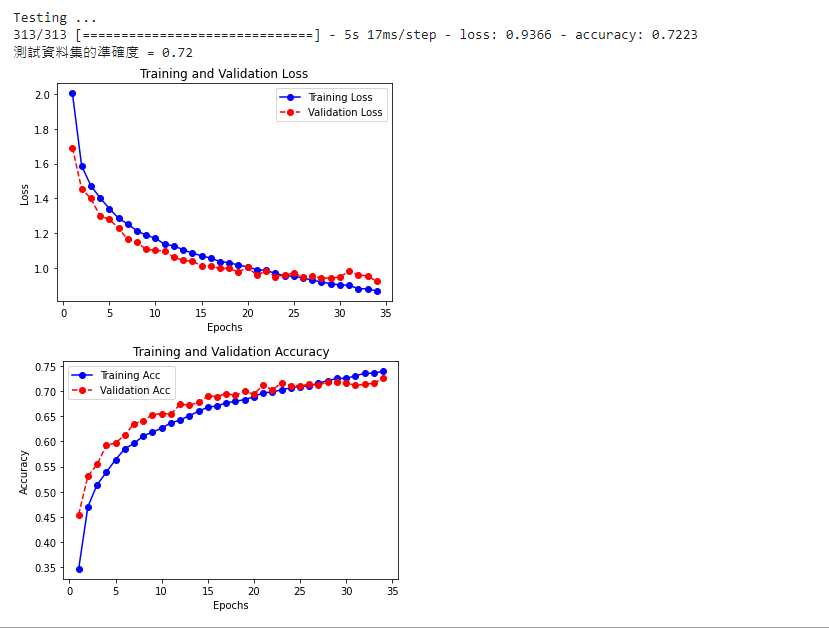 Testing ...
313/313 [==============================] - 5s 17ms/step - loss: 0.9366 - accuracy: 0.7223
測試資料集的準確度 = 0.72
Training and Validation Loss
Training Loss
Validation Loss
2.0
1.8
1.6
1.4
1.2
1.0
Loss
0 5 10 15 20 25 30 35
Epochs
Training and Validation Accuracy
Training Acc
Validation Acc
0.75
0.70
0.65
0.60
0.55
0.50
0.45
0.40
0.35
Accuracy
0 5 10 15 20 25 30 35
Epochs